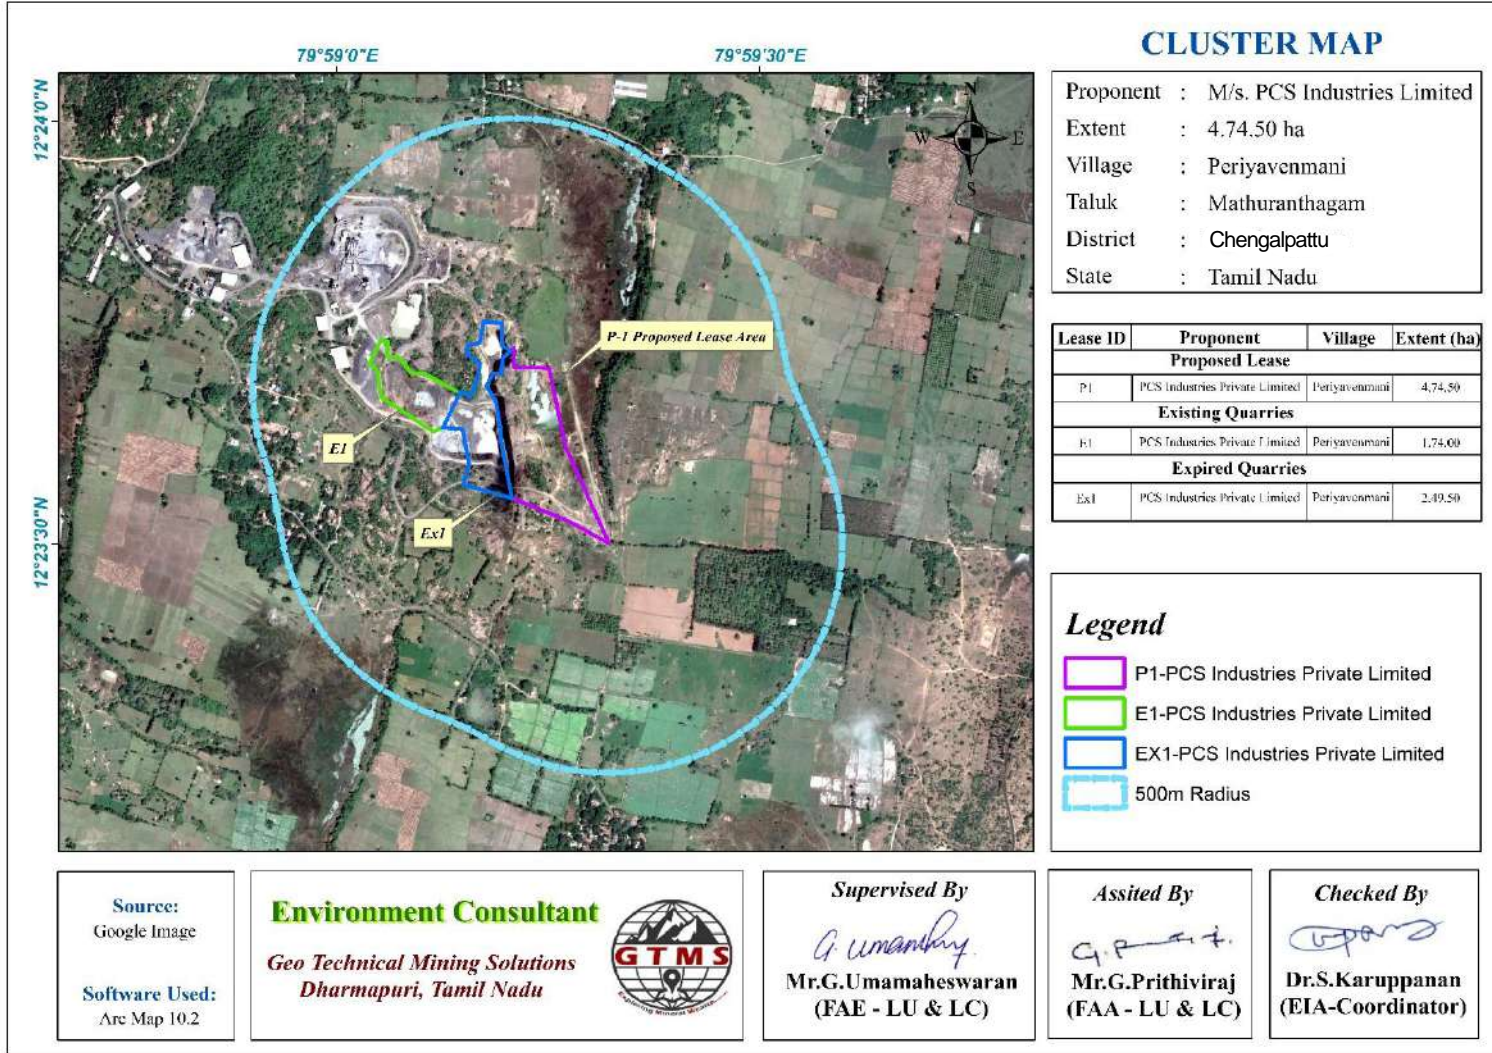 CLUSTER MAP
79°59'0"E
79°59'30"E
12°24'0"N
12°23'30"N
N
W
E
S
P-1 Proposed Lease Area
E1
Ex1
Proponent : M/s. PCS Industries Limited
Extent : 4.74.50 ha
Village : Periyavenmani
Taluk : Mathuranthagam
District : Chengalpattu
State : Tamil Nadu
Lease ID Proponent Village Extent (ha)
Proposed Lease
P1 PCS Industries Private Limited Periyavenmani 4.74.50
Existing Quarries
E1 PCS Industries Private Limited Periyavenmani 1.74.00
Expired Quarries
Ex1 PCS Industries Private Limited Periyavenmani 2.49.50
Legend
P1-PCS Industries Private Limited
E1-PCS Industries Private Limited
EX1-PCS Industries Private Limited
500m Radius
Source:
Google Image
Software Used:
Arc Map 10.2
Environment Consultant
Geo Technical Mining Solutions
Dharmapuri, Tamil Nadu
GTMS
Exploring Mineral Wealth
Supervised By
G. Umamhey.
Mr.G.Umamaheswaran
(FAE - LU & LC)
Assited By
Mr.G.Prithiviraj
(FAA - LU & LC)
Checked By
Dr.S.Karuppanan
(EIA-Coordinator)